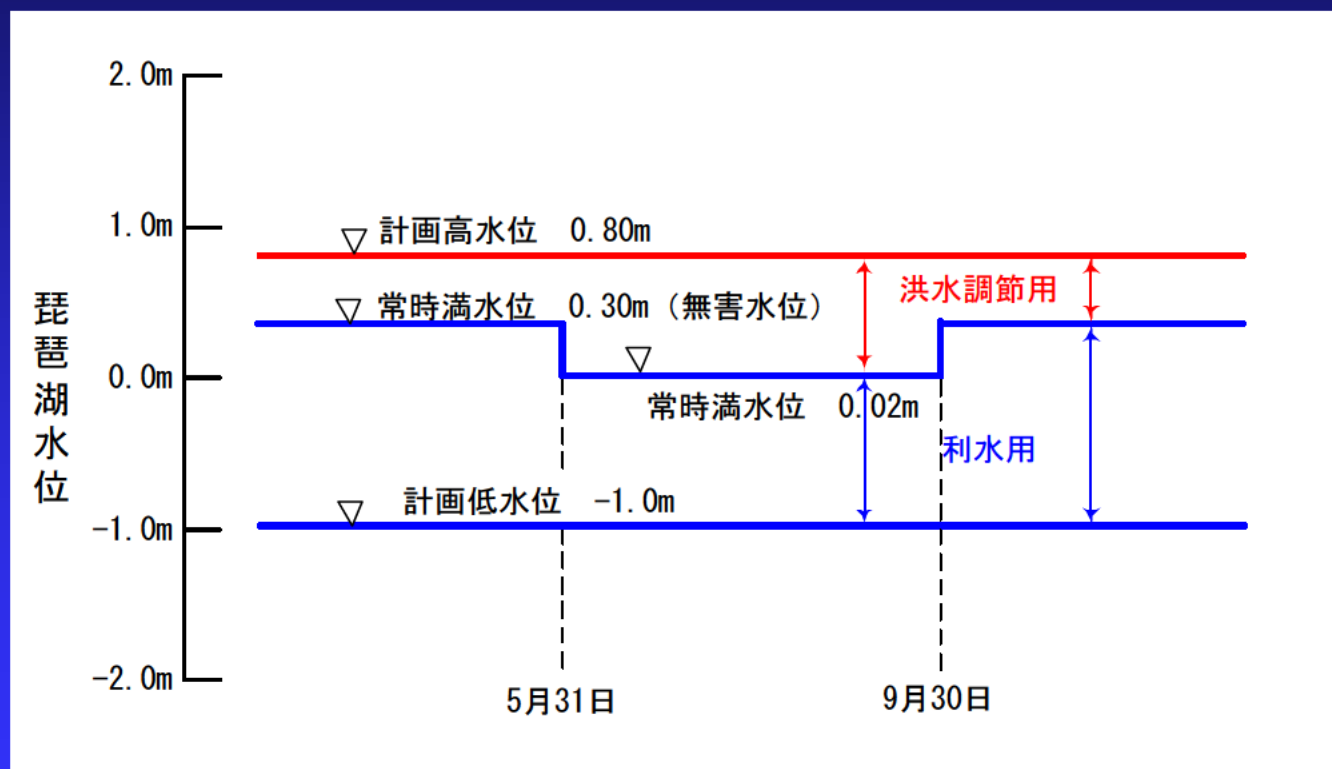 2.0m
1.0m
計画高水位　0.80m
洪水調節用
常時満水位　0.30m（無害水位）
琵琶湖水位
0.0m
常時満水位　0.02m
利水用
計画低水位　-1.0m
-1.0m
-2.0m
5月31日
9月30日